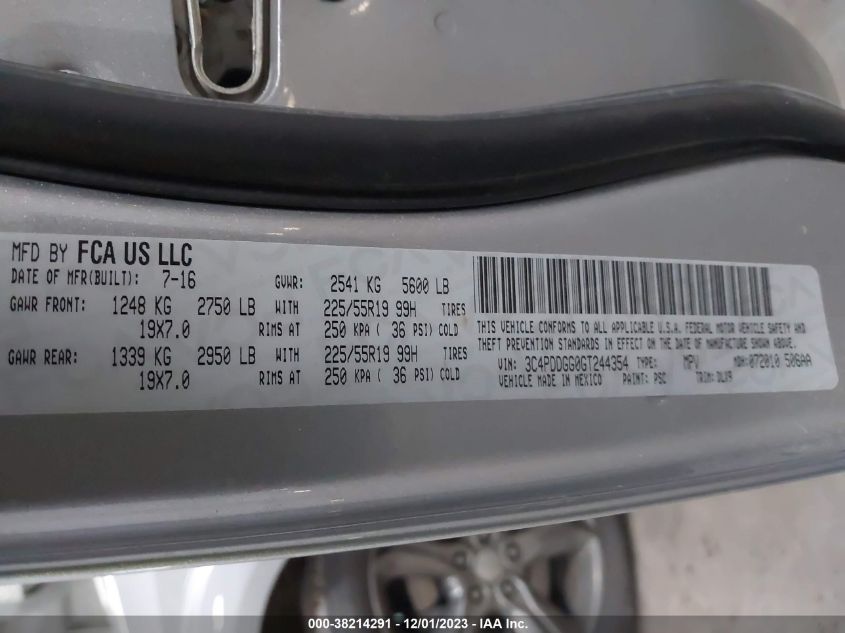 MFD BY FCA US LLC
DATE OF MFR(BUILT): 7-16 GVWR: 2541 KG 5600 LB
GAWR FRONT: 1248 KG 2750 LB WITH 225/55R19 99H TIRES
19X7.0 RIMS AT 250 KPA ( 36 PSI) COLD
GAWR REAR: 1339 KG 2950 LB WITH 225/55R19 99H TIRES
19X7.0 RIMS AT 250 KPA ( 36 PSI) COLD
THIS VEHICLE CONFORMS TO ALL APPLICABLE U.S.A. FEDERAL MOTOR VEHICLE SAFETY AND
THEFT PREVENTION STANDARDS IN EFFECT ON THE DATE OF MANUFACTURE SHOWN ABOVE.
VIN: 3C4PDDGG0GT244354 TYPE: MPV MDH:072010 506AA
VEHICLE MADE IN MEXICO PAINT: PSC TRIM: DLX9
000-38214291 - 12/01/2023 - IAA Inc.